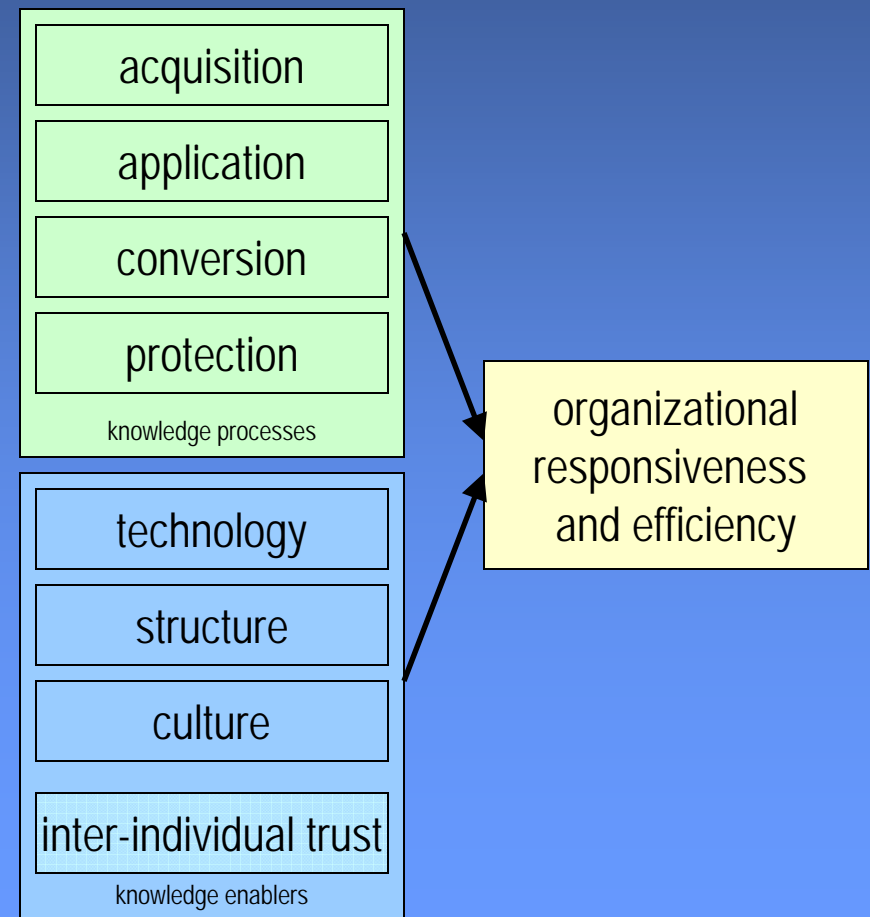 acquisition
application
conversion
protection
knowledge processes
technology
structure
culture
inter-individual trust
knowledge enablers
organizational
responsiveness
and efficiency